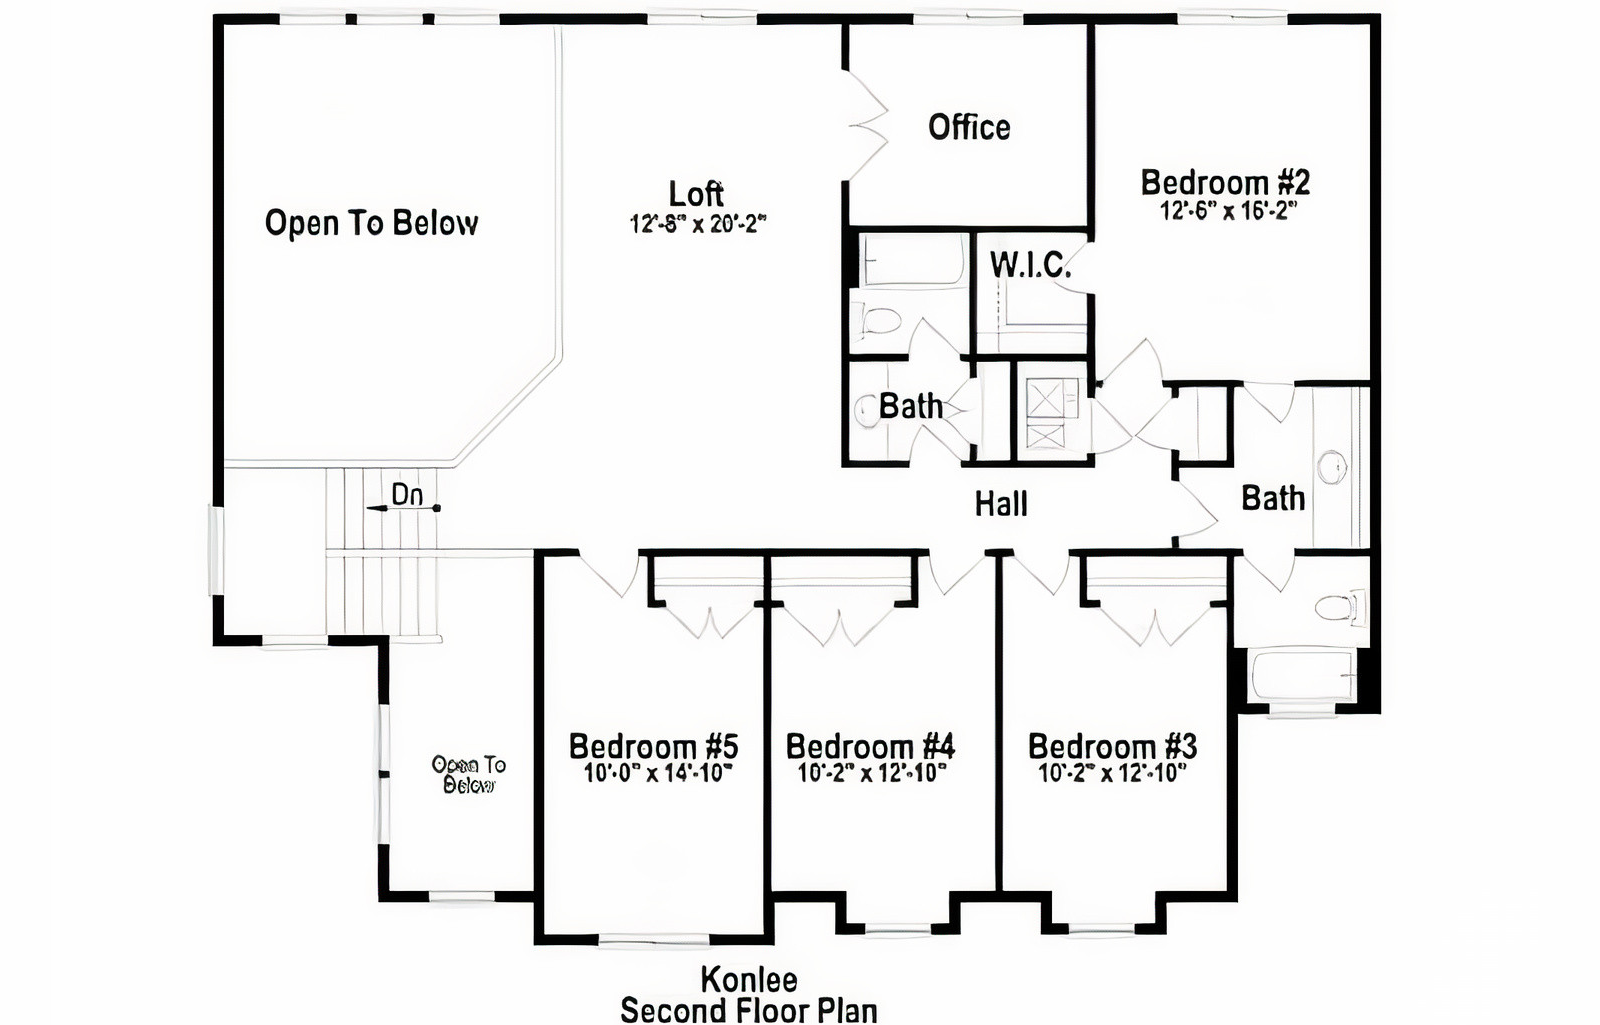 Office
Bedroom #2
12'-6" x 16'-2"
Loft
12'-8" x 20'-2"
Open To Below
W.I.C.
Bath
Dn
Hall
Bath
Bedroom #5
10'-0" x 14'-10"
Bedroom #4
10'-2" x 12'-10"
Bedroom #3
10'-2" x 12'-10"
Open To
Below
Konlee
Second Floor Plan